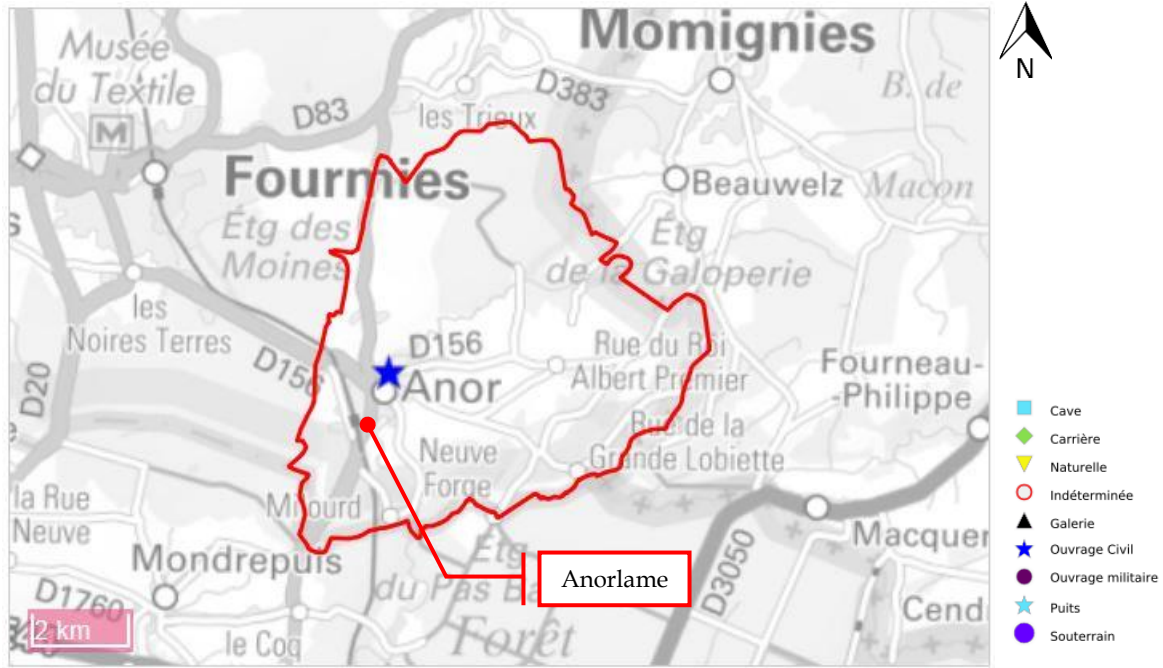 Momignies
Musée
du Textile
M
D83
D383
les Trieux
B. de
Fourmies
Beauwelz
Macon
Étg des
Moines
Étg
de la Galoperie
les
Noires Terres
D156
D156
D20
Anor
Rue du Roi
Albert Premier
Fourneau-
-Philippe
Neuve
Forge
Rue de la
Grande Lobiette
la Rue
Neuve
Milourd
Mondrepuis
Étg
du Pas Ba
Macquen
D3050
D1760
Cend
2 km
le Coq
Forêt
Anorlame
N
Cave
Carrière
Naturelle
Indéterminée
Galerie
Ouvrage Civil
Ouvrage militaire
Puits
Souterrain